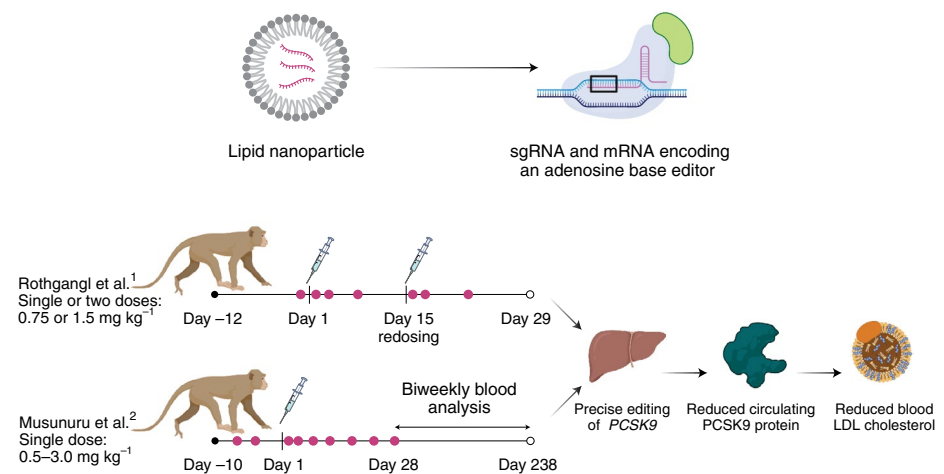 Lipid nanoparticle
sgRNA and mRNA encoding
an adenosine base editor
Rothgangl et al.¹
Single or two doses:
0.75 or 1.5 mg kg⁻¹
Day –12
Day 1
Day 15
redosing
Day 29
Musunuru et al.²
Single dose:
0.5–3.0 mg kg⁻¹
Biweekly blood
analysis
Day –10
Day 1
Day 28
Day 238
Precise editing
of PCSK9
Reduced circulating
PCSK9 protein
Reduced blood
LDL cholesterol